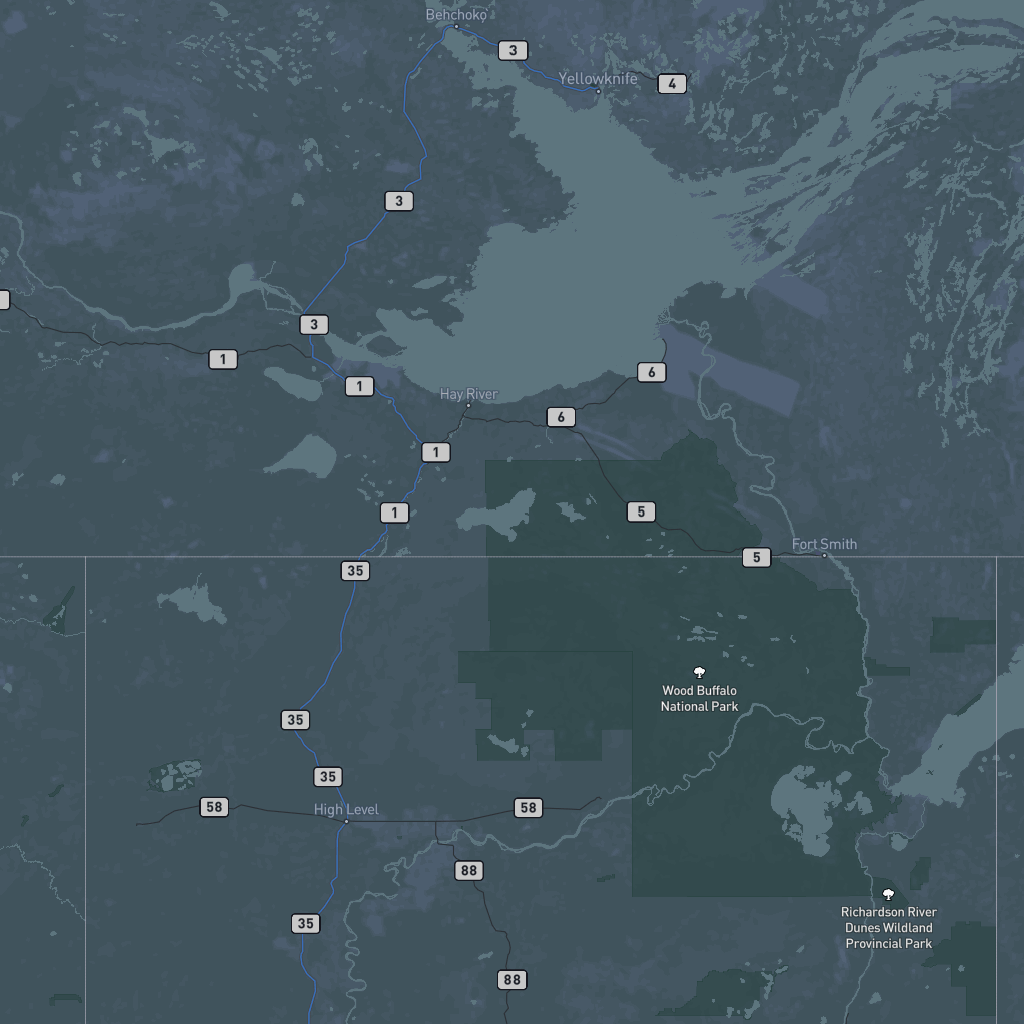 Behchokǫ̀
3
Yellowknife
4
3
3
1
1
6
Hay River
6
1
5
1
Fort Smith
5
35
Wood Buffalo
National Park
35
35
58
High Level
58
88
Richardson River
Dunes Wildland
Provincial Park
35
88